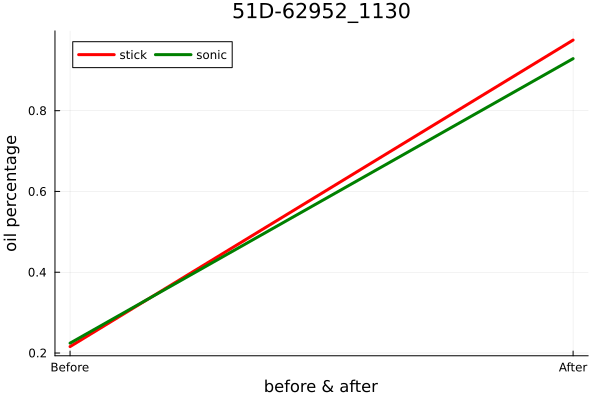 51D-62952_1130
stick sonic
oil percentage
0.8
0.6
0.4
0.2
Before After
before & after